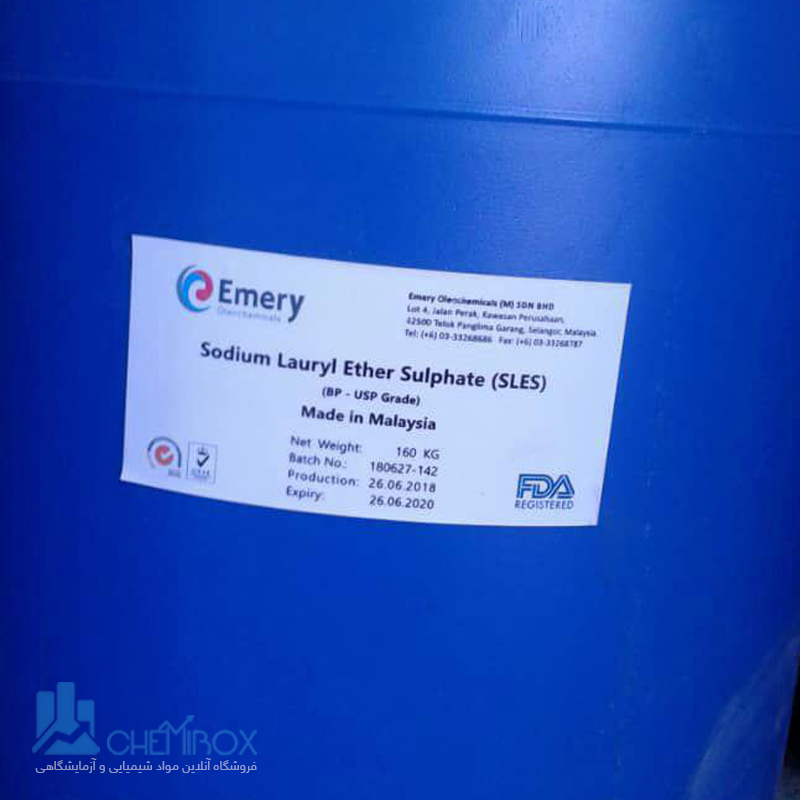 Emery
Oleochemicals
Emery Oleochemicals (M) SDN BHD
Lot 4, Jalan Perak, Kawasan Perusahaan,
42500 Telok Panglima Garang, Selangor, Malaysia.
Tel: (+6) 03-33268686 Fax: (+6) 03-33268787
Sodium Lauryl Ether Sulphate (SLES)
(BP - USP Grade)
Made in Malaysia
Net Weight: 160 KG
Batch No.: 180627-142
Production: 26.06.2018
Expiry: 26.06.2020
FDA
REGISTERED
CHEMIROX
فروشگاه آنلاین مواد شیمیایی و آزمایشگاهی